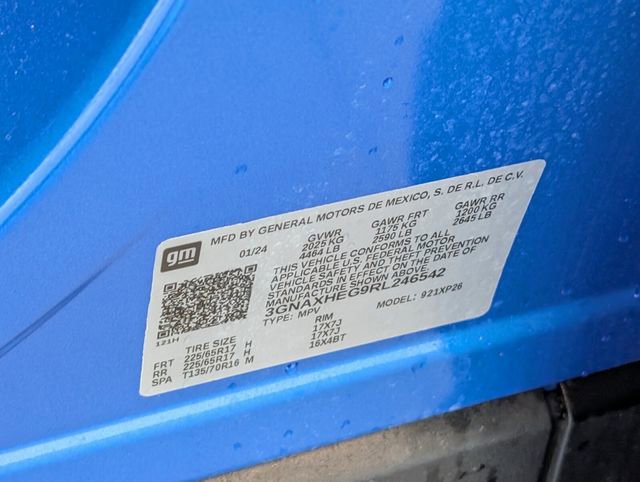 gm
MFD BY GENERAL MOTORS DE MEXICO, S. DE R.L. DE C.V.
01/24
GVWR GAWR FRT GAWR RR
2025 KG 1175 KG 1200 KG
4464 LB 2590 LB 2645 LB
THIS VEHICLE CONFORMS TO ALL
APPLICABLE U.S. FEDERAL MOTOR
VEHICLE SAFETY AND THEFT PREVENTION
STANDARDS IN EFFECT ON THE DATE OF
MANUFACTURE SHOWN ABOVE.
3GNAXHEG9RL246542
TYPE: MPV MODEL: 921XP26
121H
TIRE SIZE RIM
FRT 225/65R17 H 17X7J
RR 225/65R17 H 17X7J
SPA T135/70R16 M 16X4BT